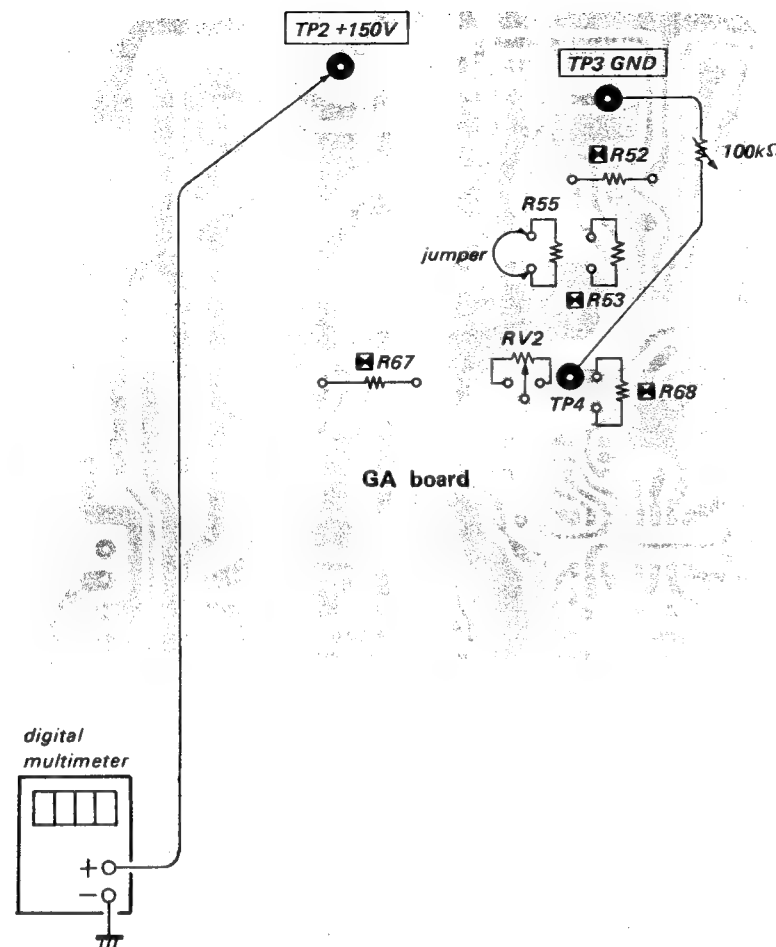 TP2 +150V
TP3 GND
100kΩ
R52
R55
jumper
R53
RV2
R67
TP4
R68
GA board
digital
multimeter
+
−